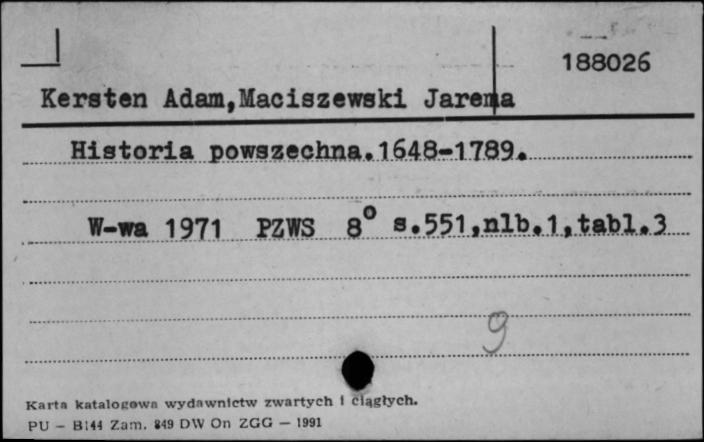 188026
Kersten Adam,Maciszewski Jarema
Historia powszechna.1648-1789.
W-wa 1971 PZWS 8° s.551,nlb.1,tabl.3
9
Karta katalogowa wydawnictw zwartych i ciągłych.
PU — B144 Zam. 849 DW On ZGG — 1991